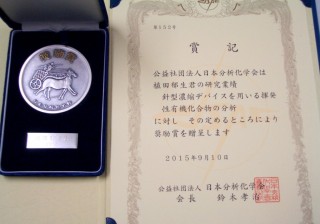 奨励賞
賞記
公益社団法人日本分析化学会は
植田郁生君の研究業績
針型濃縮デバイスを用いる揮発
性有機化合物の分析
に対し その定めるところにより
奨励賞を贈呈します
2015年9月10日
公益社団法人 日本分析化学会
会長 鈴木孝治